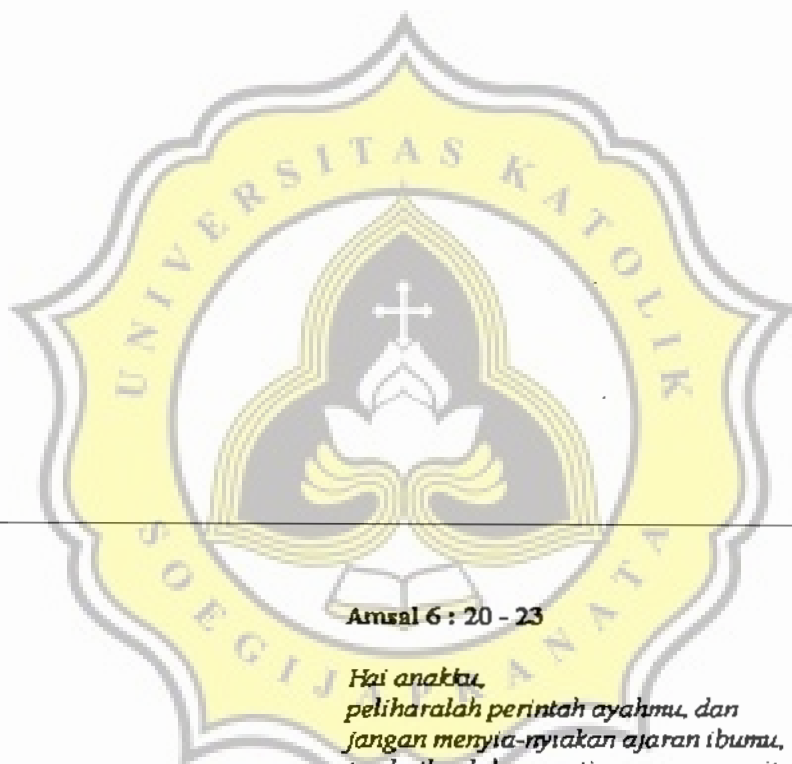 UNIVERSITAS KATOLIK
SOEGIJAPRANATA
Amsal 6 : 20 - 23
Hai anakku,
peliharalah perintah ayahmu, dan
jangan menyia-nyiakan ajaran ibumu,